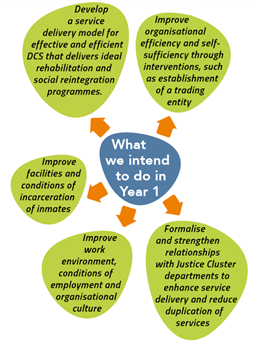 Develop
a service
delivery model for
effective and efficient
DCS that delivers ideal
rehabilitation and
social reintegration
programmes.
Improve
organisational
efficiency and self-
sufficiency through
interventions, such
as establishment
of a trading
entity
What
we intend
to do in
Year 1
Improve
facilities and
conditions of
incarceration
of inmates
Improve
work
environment,
conditions of
employment and
organisational
culture
Formalise
and strengthen
relationships
with Justice Cluster
departments to
enhance service
delivery and reduce
duplication of
services